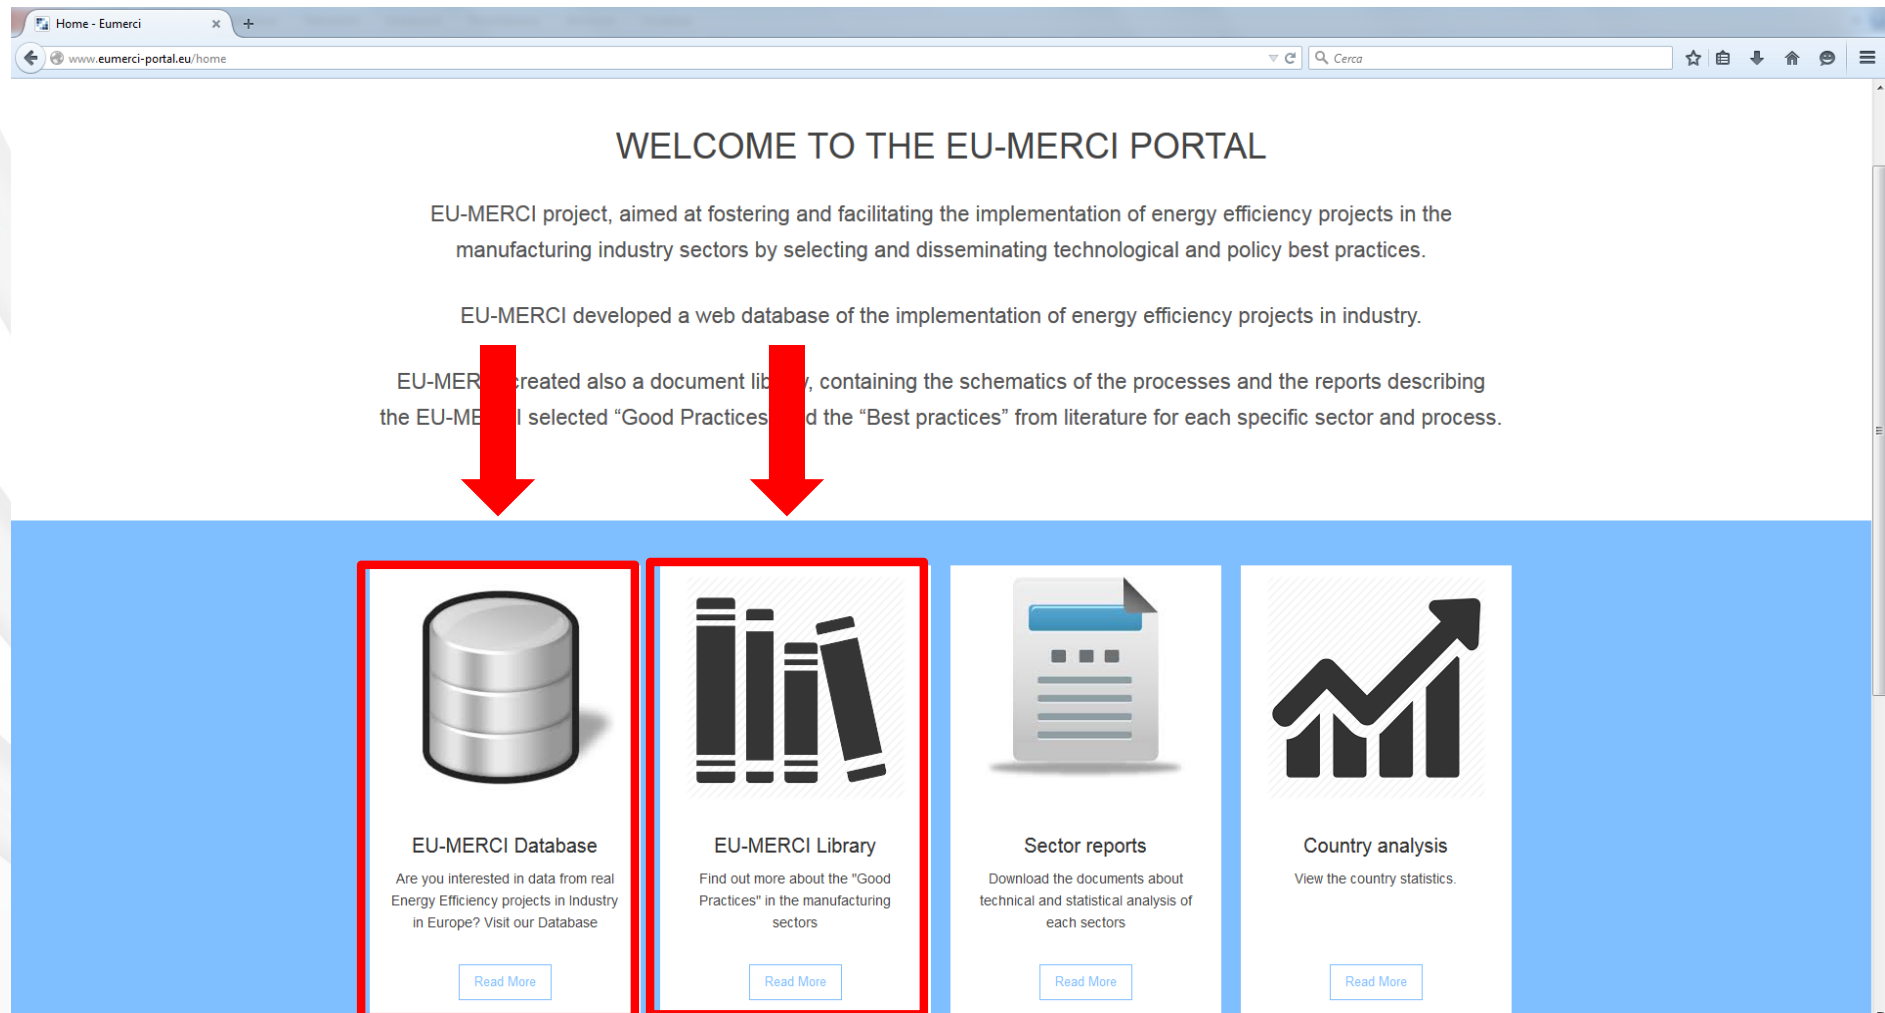 Home - Eumerci
www.eumerci-portal.eu/home
Cerca
WELCOME TO THE EU-MERCI PORTAL
EU-MERCI project, aimed at fostering and facilitating the implementation of energy efficiency projects in the
manufacturing industry sectors by selecting and disseminating technological and policy best practices.
EU-MERCI developed a web database of the implementation of energy efficiency projects in industry.
EU-MER created also a document lib y, containing the schematics of the processes and the reports describing
the EU-ME I selected “Good Practices d the “Best practices” from literature for each specific sector and process.
EU-MERCI Database
Are you interested in data from real
Energy Efficiency projects in Industry
in Europe? Visit our Database
Read More
EU-MERCI Library
Find out more about the "Good
Practices" in the manufacturing
sectors
Read More
Sector reports
Download the documents about
technical and statistical analysis of
each sectors
Read More
Country analysis
View the country statistics.
Read More